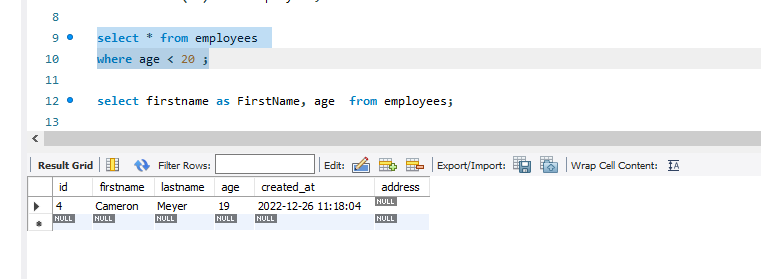 8
9 select * from employees
10 where age < 20 ;
11
12 select firstname as FirstName, age  from employees;
13
Result Grid Filter Rows: Edit: Export/Import: Wrap Cell Content: IA
id firstname lastname age created_at address
4 Cameron Meyer 19 2022-12-26 11:18:04 NULL
NULL NULL NULL NULL NULL NULL